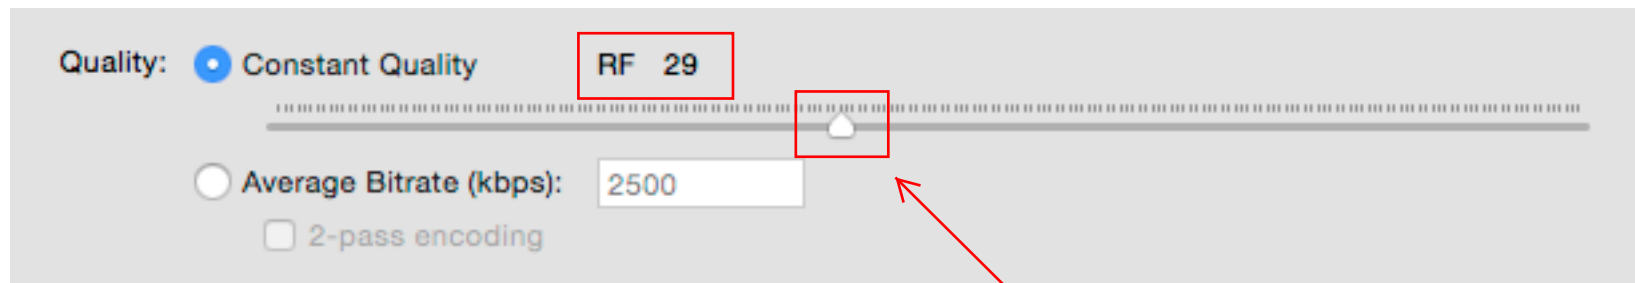 Quality: Constant Quality RF 29
Average Bitrate (kbps): 2500
2-pass encoding